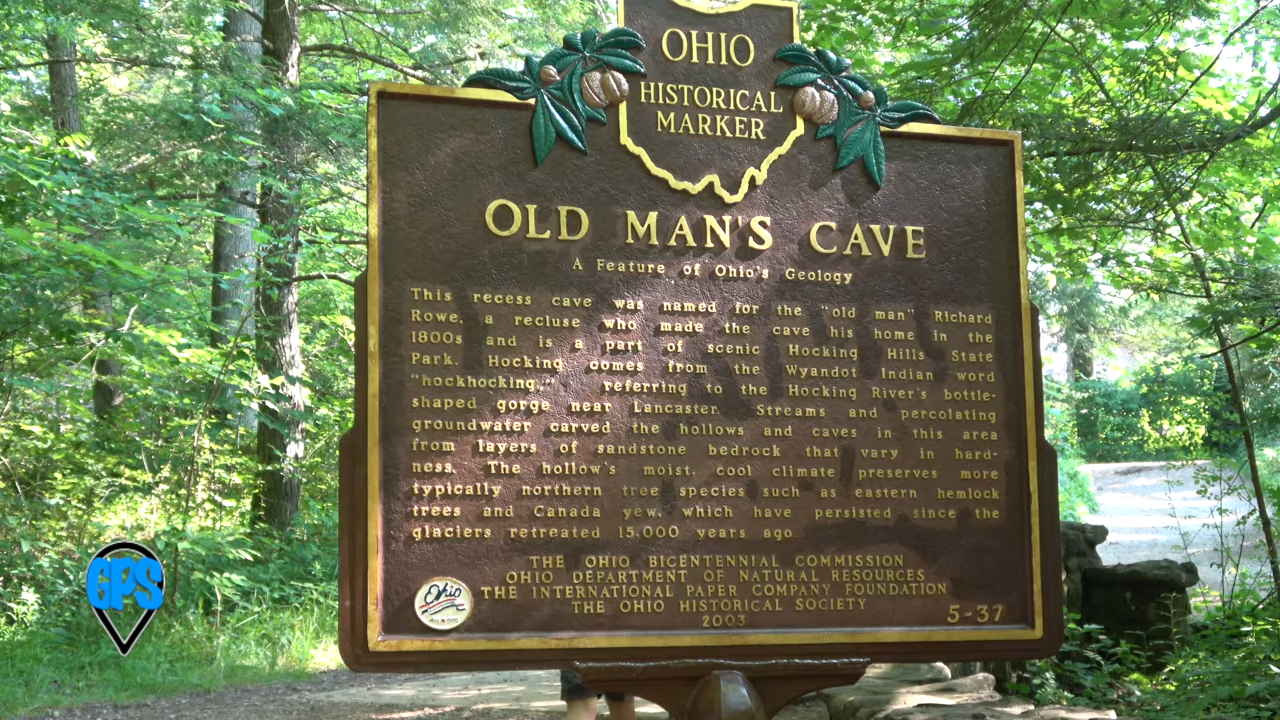 OHIO
HISTORICAL
MARKER
OLD MAN'S CAVE
A Feature of Ohio's Geology
This recess cave was named for the "old man" Richard
Rowe, a recluse who made the cave his home in the
1800s and is a part of scenic Hocking Hills State
Park. Hocking comes from the Wyandot Indian word
"hockhocking," referring to the Hocking River's bottle-
shaped gorge near Lancaster. Streams and percolating
groundwater carved the hollows and caves in this area
from layers of sandstone bedrock that vary in hard-
ness. The hollow's moist, cool climate preserves more
typically northern tree species such as eastern hemlock
trees and Canada yew, which have persisted since the
glaciers retreated 15,000 years ago.
THE OHIO BICENTENNIAL COMMISSION
OHIO DEPARTMENT OF NATURAL RESOURCES
THE INTERNATIONAL PAPER COMPANY FOUNDATION
THE OHIO HISTORICAL SOCIETY
2003
5-37
Ohio
GPS